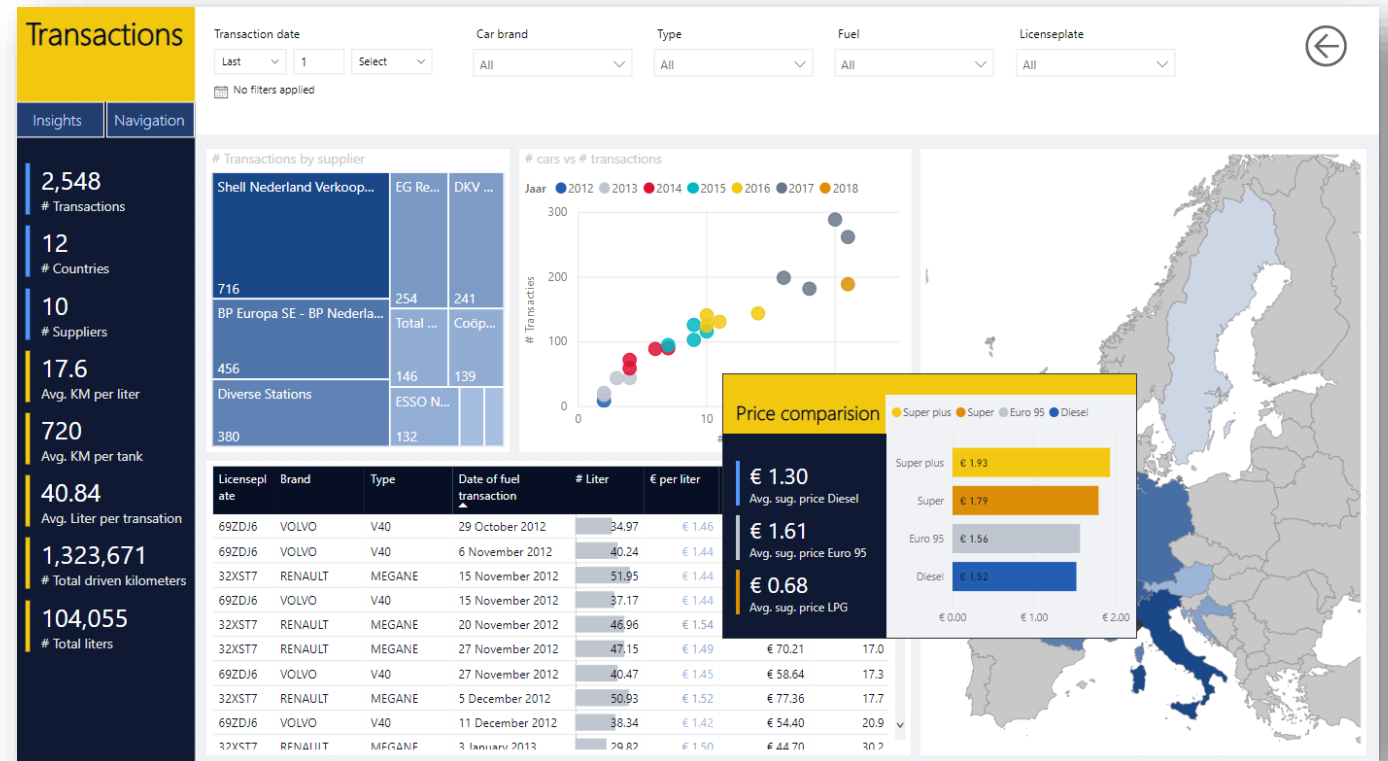 Transactions
Transaction date
Car brand
Type
Fuel
Licenseplate
Last
1
Select
All
All
All
All
No filters applied
Insights
Navigation
2,548
# Transactions
12
# Countries
10
# Suppliers
17.6
Avg. KM per liter
720
Avg. KM per tank
40.84
Avg. Liter per transation
1,323,671
# Total driven kilometers
104,055
# Total liters
# Transactions by supplier
Shell Nederland Verkoop...
716
BP Europa SE - BP Nederla...
456
Diverse Stations
380
EG Re...
254
DKV ...
241
Total ...
146
Coöp...
139
ESSO N...
132
# cars vs # transactions
Jaar 2012 2013 2014 2015 2016 2017 2018
# Transacties
300
200
100
0
0
10
#
Licensepl
ate
Brand
Type
Date of fuel
transaction
# Liter
€ per liter
69ZDJ6 VOLVO V40 29 October 2012 34.97 € 1.46
69ZDJ6 VOLVO V40 6 November 2012 40.24 € 1.44
32XST7 RENAULT MEGANE 15 November 2012 51.95 € 1.44
69ZDJ6 VOLVO V40 15 November 2012 37.17 € 1.44
32XST7 RENAULT MEGANE 20 November 2012 46.96 € 1.54
32XST7 RENAULT MEGANE 27 November 2012 47.15 € 1.49 € 70.21 17.0
69ZDJ6 VOLVO V40 27 November 2012 40.47 € 1.45 € 58.64 17.3
32XST7 RENAULT MEGANE 5 December 2012 50.93 € 1.52 € 77.36 17.7
69ZDJ6 VOLVO V40 11 December 2012 38.34 € 1.42 € 54.40 20.9
32XST7 RENAULT MEGANE 3 January 2013 29.82 € 1.50 € 44.70 30.2
Price comparision
€ 1.30
Avg. sug. price Diesel
€ 1.61
Avg. sug. price Euro 95
€ 0.68
Avg. sug. price LPG
Super plus Super Euro 95 Diesel
Super plus € 1.93
Super € 1.79
Euro 95 € 1.56
Diesel € 1.52
€ 0.00 € 1.00 € 2.00